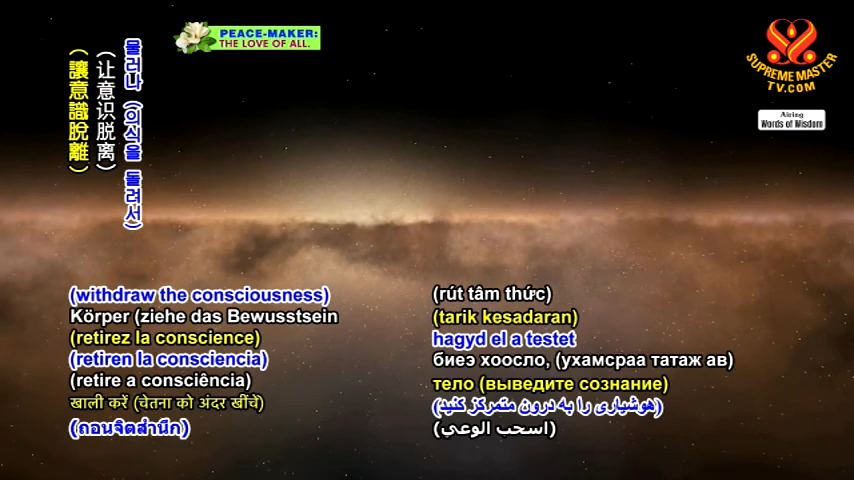 PEACE-MAKER:
THE LOVE OF ALL.
SUPREME MASTER
TV.COM
Airing
Words of Wisdom
물러나 (의식을 돌려서)
(让意识脱离)
(讓意識脫離)
(withdraw the consciousness)
Körper (ziehe das Bewusstsein
(retirez la conscience)
(retiren la consciencia)
(retire a consciência)
खाली करें (चेतना को अंदर खींचें)
(ถอนจิตสำนึก)
(rút tâm thức)
(tarik kesadaran)
hagyd el a testet
биеэ хоосло, (ухамсраа татаж ав)
тело (выведите сознание)
(هوشیاری را به درون متمرکز کنید)
(اسحب الوعي)